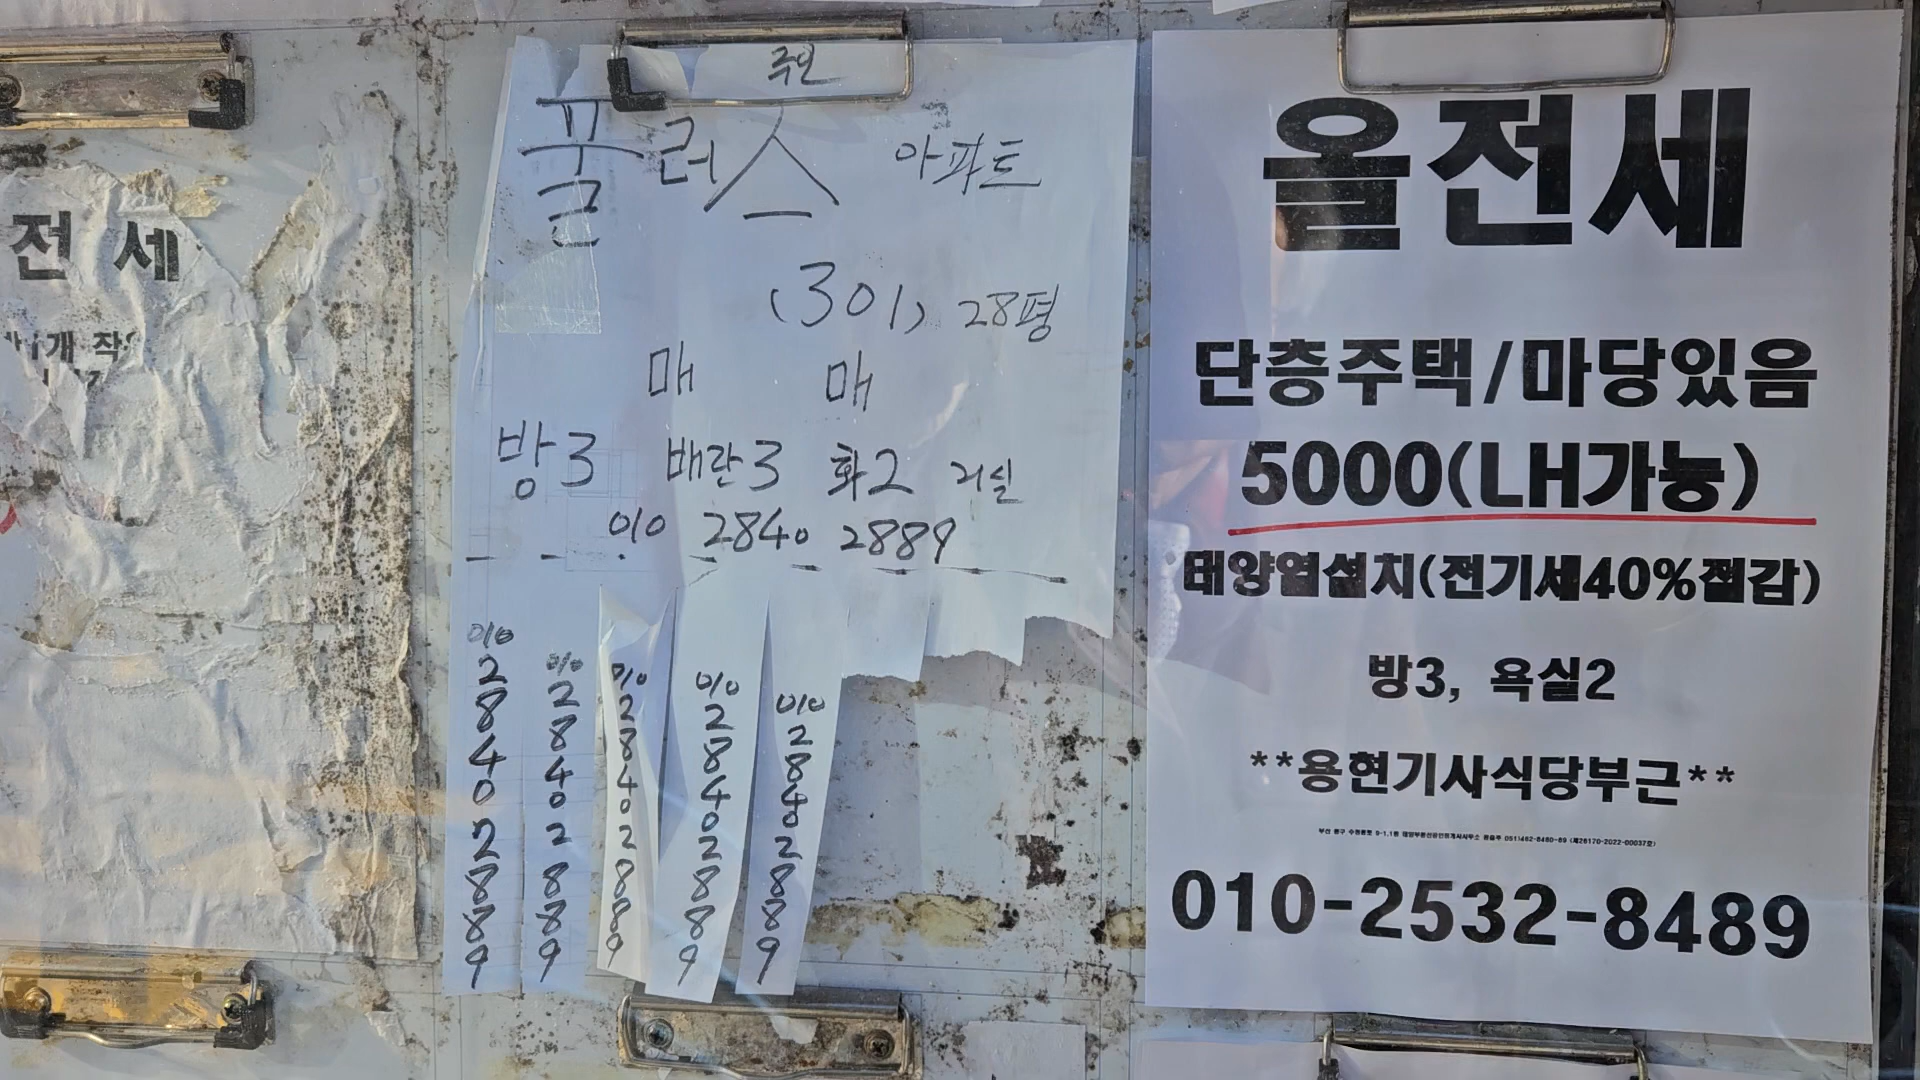 전 세
개 작
주인
풀러스 아파트
(301) 28평
매 매
방3 배란3 화2 거실
010 2840 2889
010 2840 2889
010 2840 2889
010 2840 2889
010 2840 2889
010 2840 2889
올전세
단층주택/마당있음
5000(LH가능)
태양열설치(전기세40%절감)
방3, 욕실2
**용현기사식당부근**
010-2532-8489